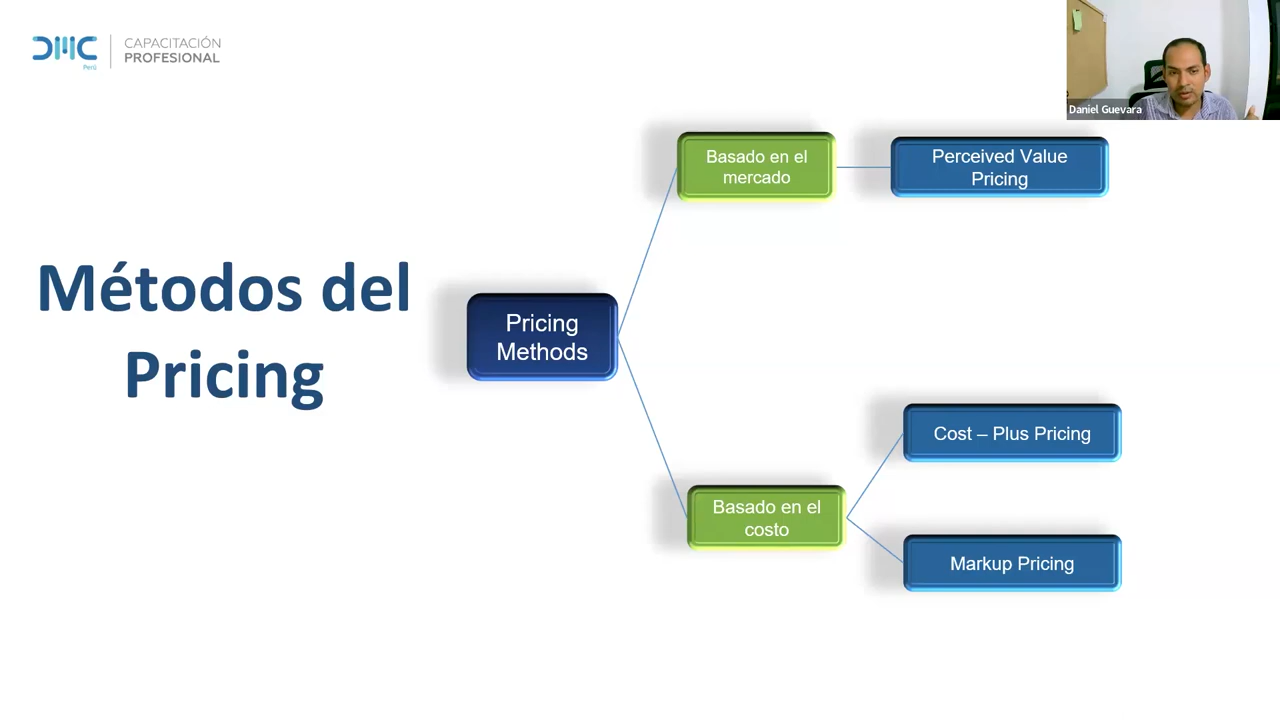 DMC
Perú
CAPACITACIÓN
PROFESIONAL
Daniel Guevara
Métodos del
Pricing
Pricing
Methods
Basado en el
mercado
Perceived Value
Pricing
Basado en el
costo
Cost – Plus Pricing
Markup Pricing